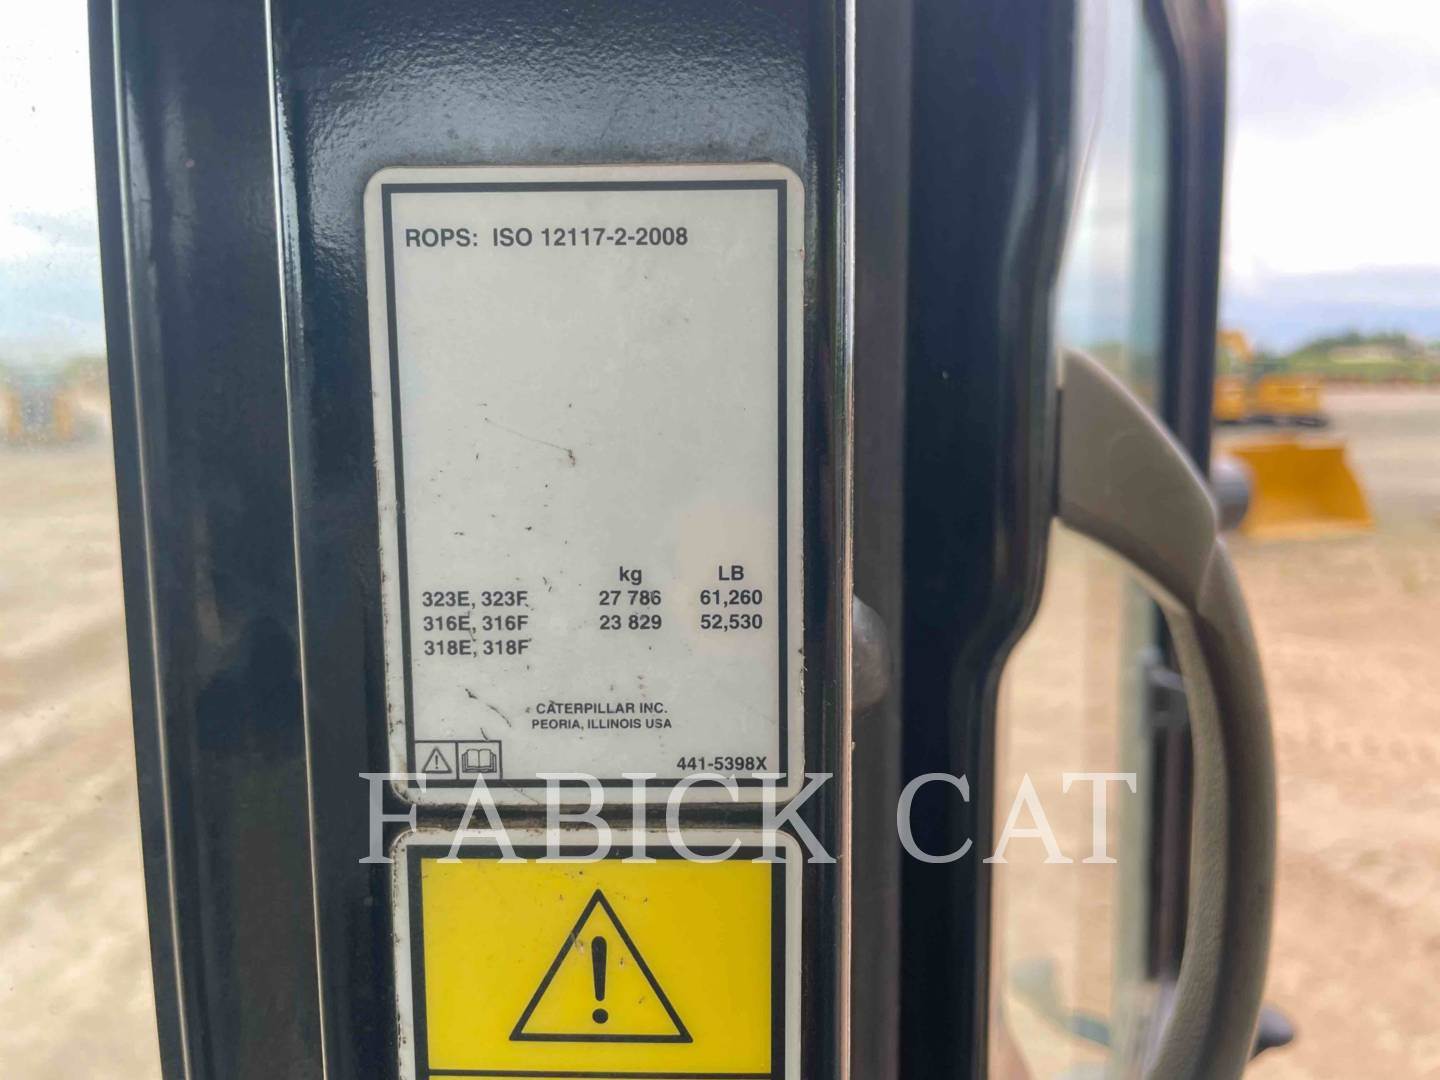 ROPS: ISO 12117-2-2008
kg LB
323E, 323F 27 786 61,260
316E, 316F 23 829 52,530
318E, 318F
CATERPILLAR INC.
PEORIA, ILLINOIS USA
441-5398X
FABICK CAT